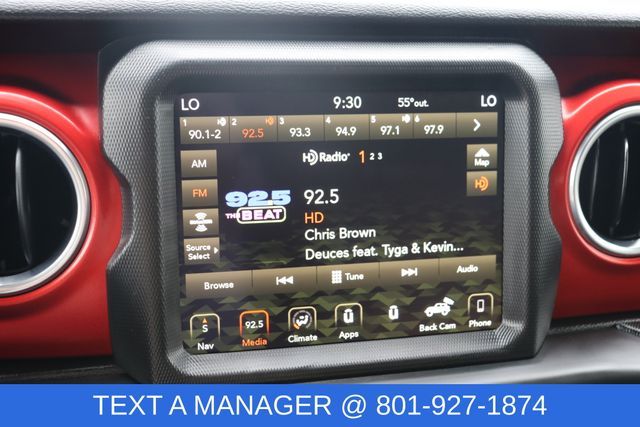 LO 9:30 55°out. LO
1 2 3 4 5 6
90.1-2 92.5 93.3 94.9 97.1 97.9 >
AM HD Radio 1 2 3 Map
FM 92.5 THE BEAT 92.5
HD
Chris Brown
Source Select Deuces feat. Tyga & Kevin...
Browse Tune Audio
S 92.5
Nav Media Climate Apps Back Cam Phone
TEXT A MANAGER @ 801-927-1874